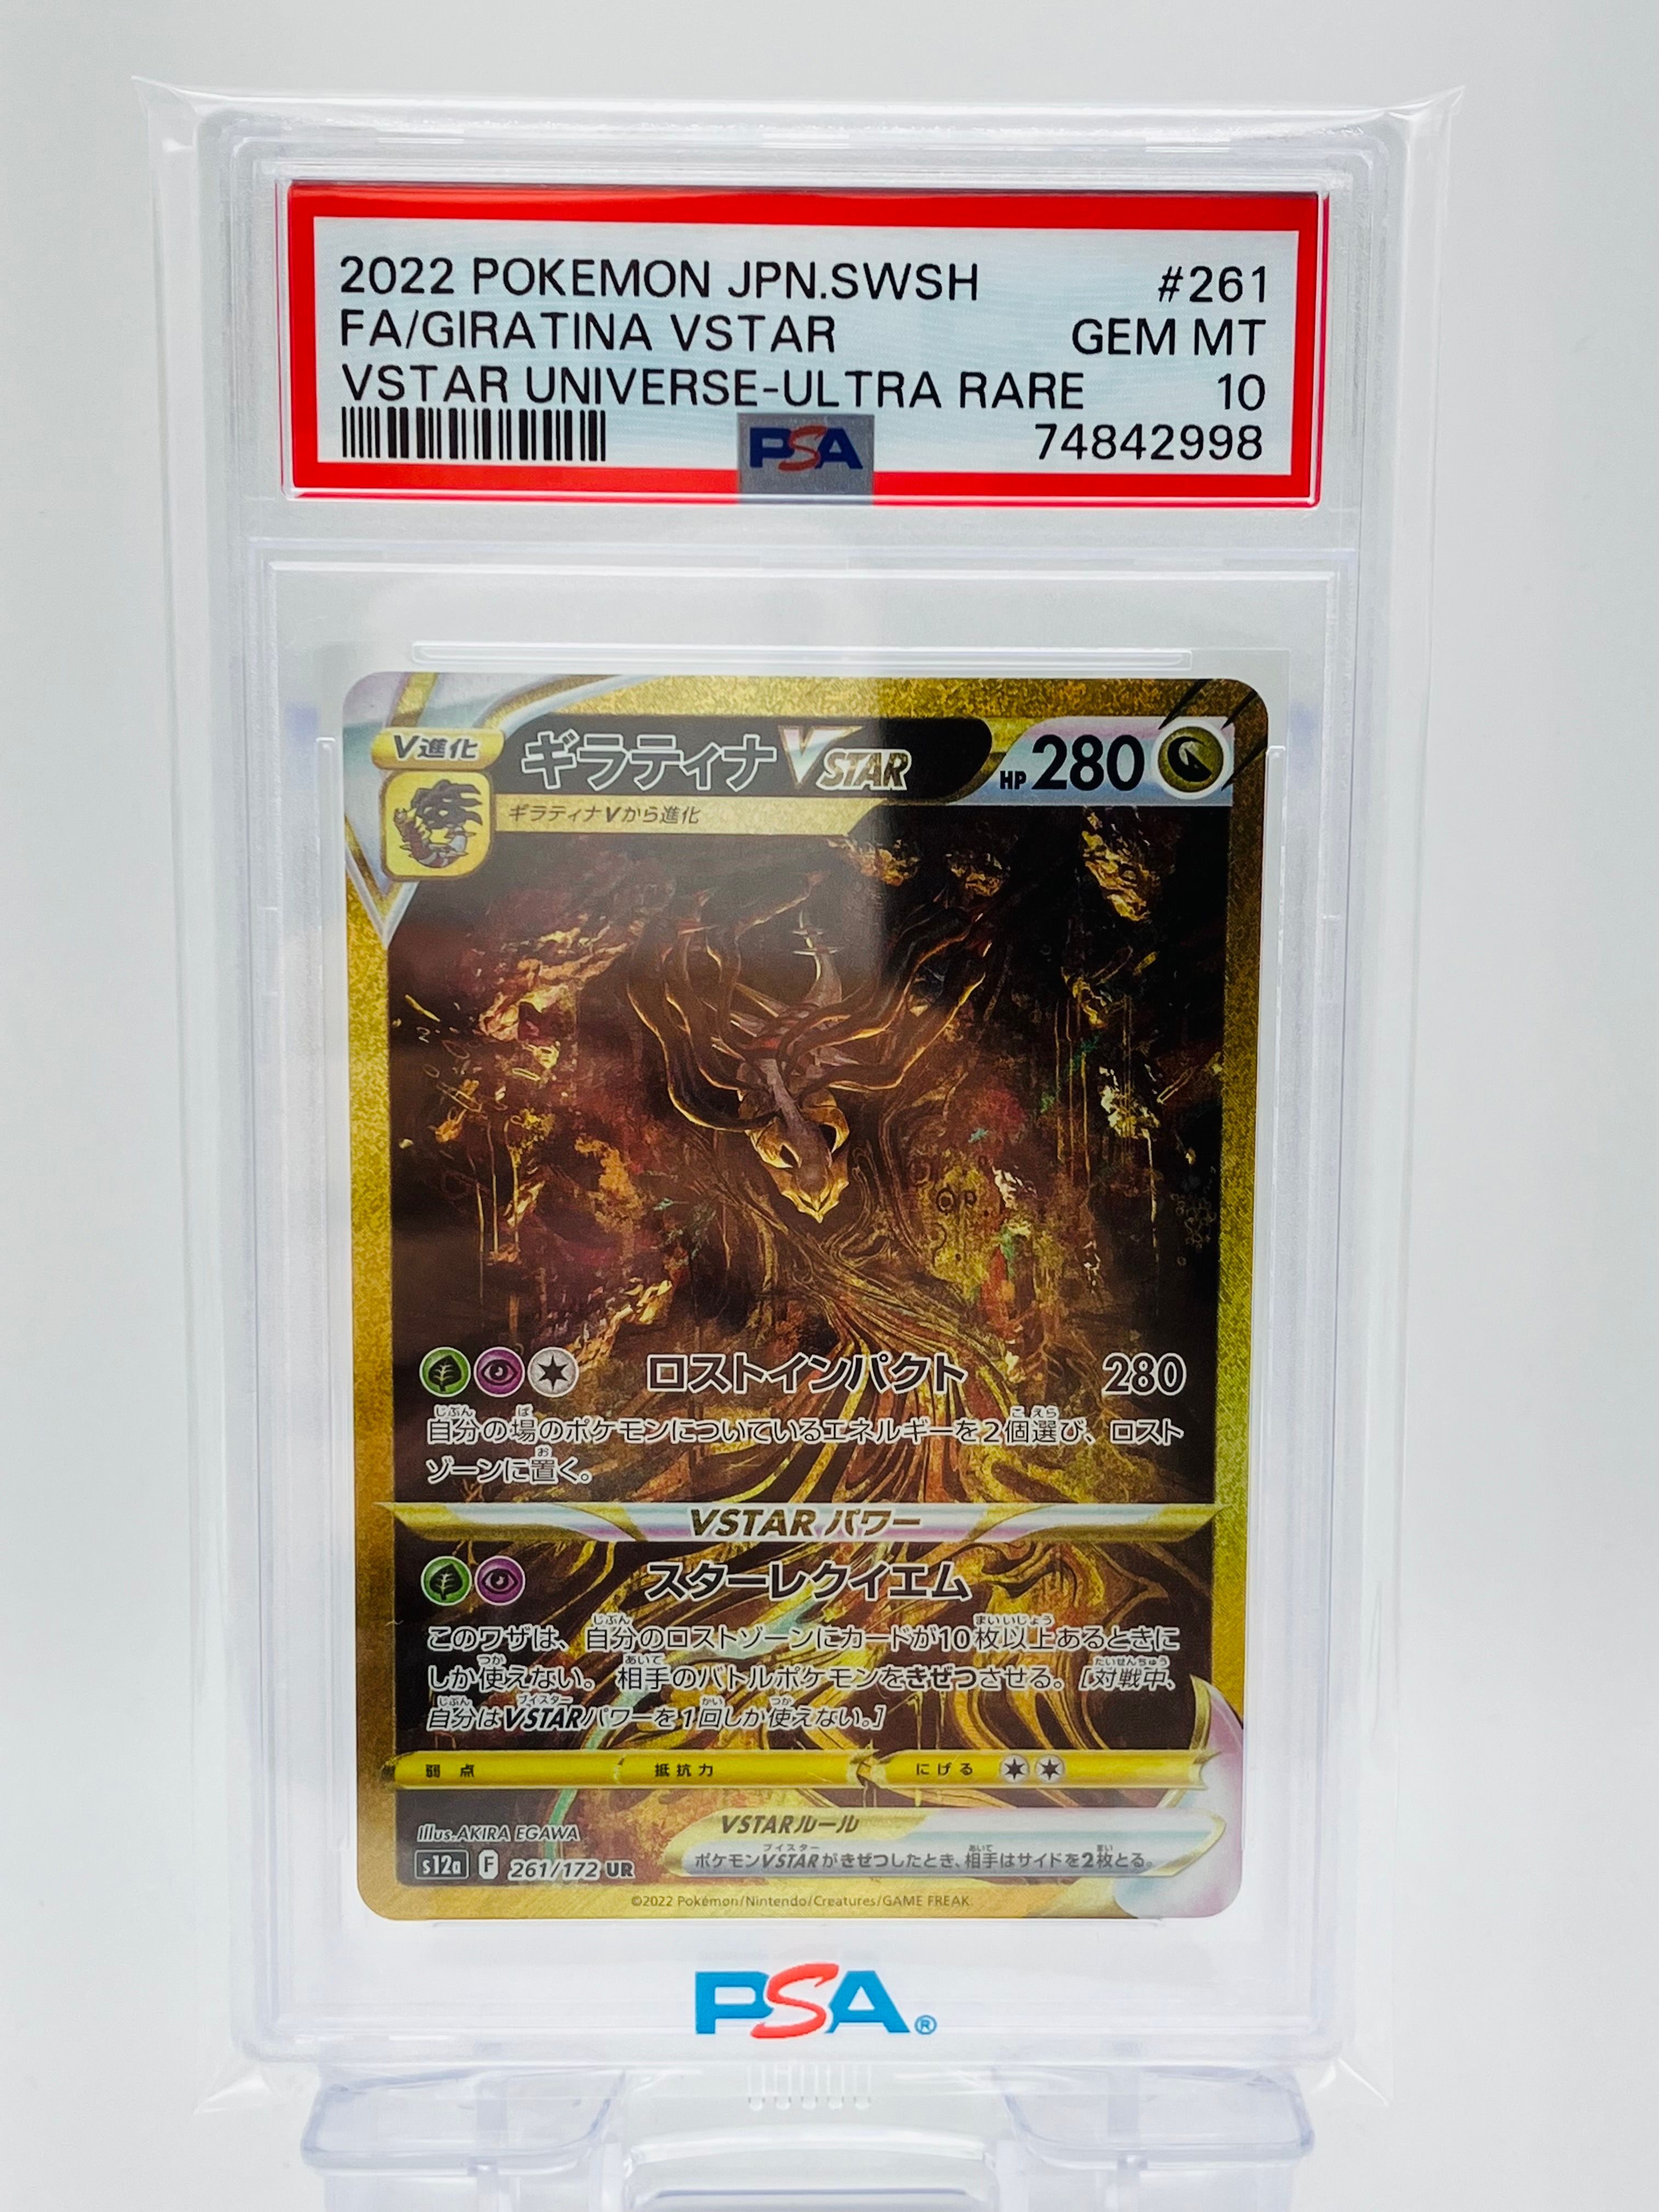 2022 POKEMON JPN.SWSH #261
FA/GIRATINA VSTAR GEM MT
VSTAR UNIVERSE-ULTRA RARE 10
PSA 74842998
V進化 ギラティナVSTAR HP 280
ギラティナVから進化
ロストインパクト 280
自分の場のポケモンについているエネルギーを2個選び、ロスト
ゾーンに置く。
VSTARパワー
スターレクイエム
このワザは、自分のロストゾーンにカードが10枚以上あるときに
しか使えない。相手のバトルポケモンをきぜつさせる。[対戦中、
自分はVSTARパワーを1回しか使えない。]
弱点 抵抗力 にげる
Illus. AKIRA EGAWA VSTARルール
s12a F 261/172 UR ポケモンVSTARがきぜつしたとき、相手はサイドを2枚とる。
©2022 Pokémon/Nintendo/Creatures/GAME FREAK.
PSA®